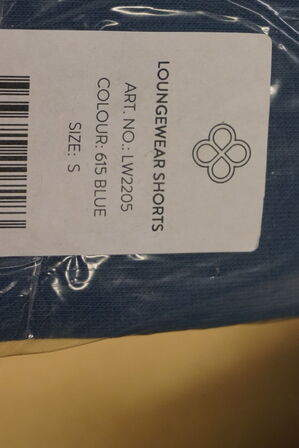 LOUNGEWEAR SHORTS
ART. NO.: LW2205
COLOUR: 615 BLUE
SIZE: S